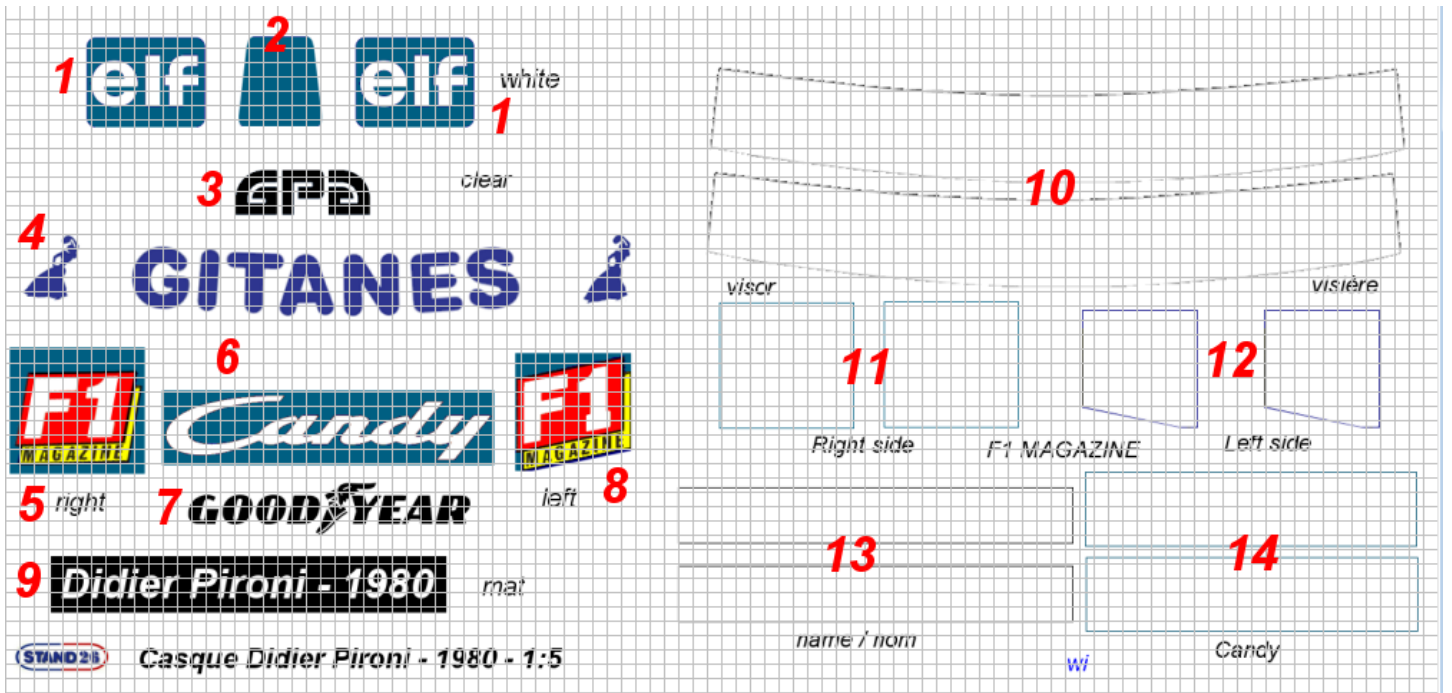 1 elf 2 elf white
1
3 GPA clear
4 GITANES
10
visor visière
5 F1 MAGAZINE right
6 Candy
F1 MAGAZINE left 8
7 GOODYEAR
11 12
Right side F1 MAGAZINE Left side
9 Didier Pironi - 1980 mat
13 14
name / nom Candy
wi
STAND 26 Casque Didier Pironi - 1980 - 1:5